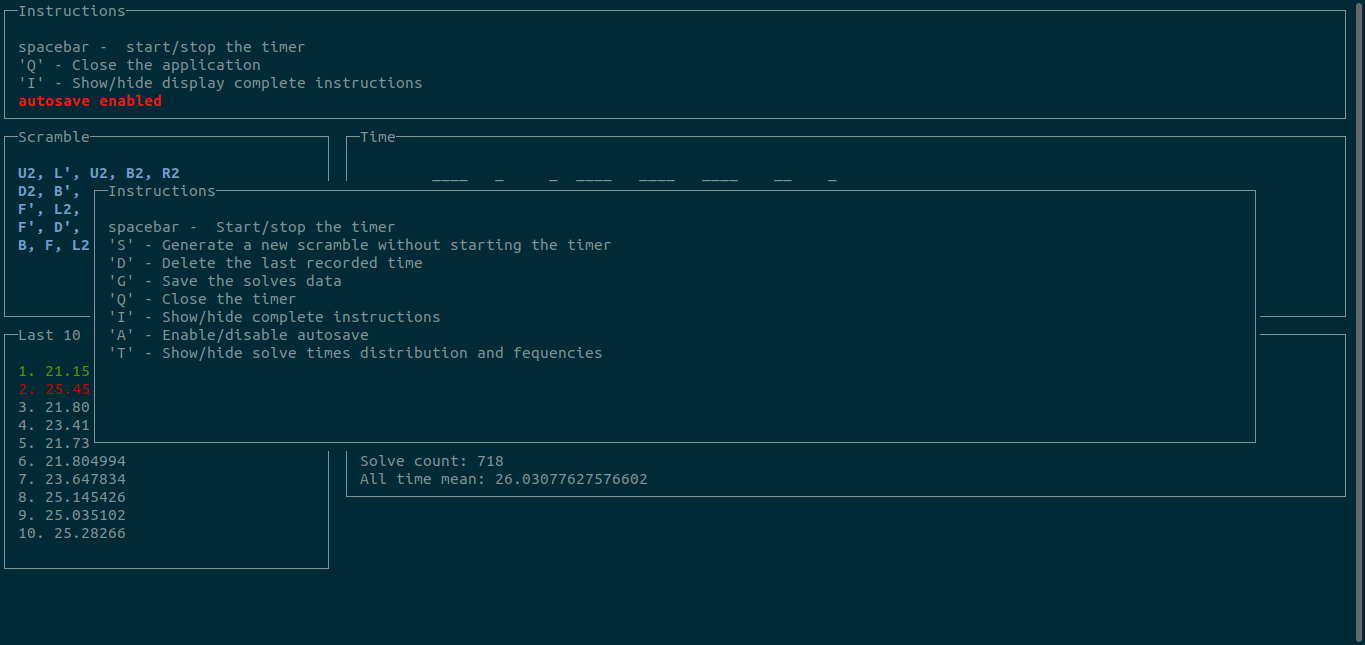 Instructions
spacebar -  start/stop the timer
'Q' - Close the application
'I' - Show/hide display complete instructions
autosave enabled
Scramble
Time
U2, L', U2, B2, R2
D2, B',
F', L2,
F', D',
B, F, L2
Instructions
spacebar -  Start/stop the timer
'S' - Generate a new scramble without starting the timer
'D' - Delete the last recorded time
'G' - Save the solves data
'Q' - Close the timer
'I' - Show/hide complete instructions
'A' - Enable/disable autosave
'T' - Show/hide solve times distribution and fequencies
Last 10
1. 21.15
2. 25.45
3. 21.80
4. 23.41
5. 21.73
6. 21.804994
7. 23.647834
8. 25.145426
9. 25.035102
10. 25.28266
Solve count: 718
All time mean: 26.03077627576602